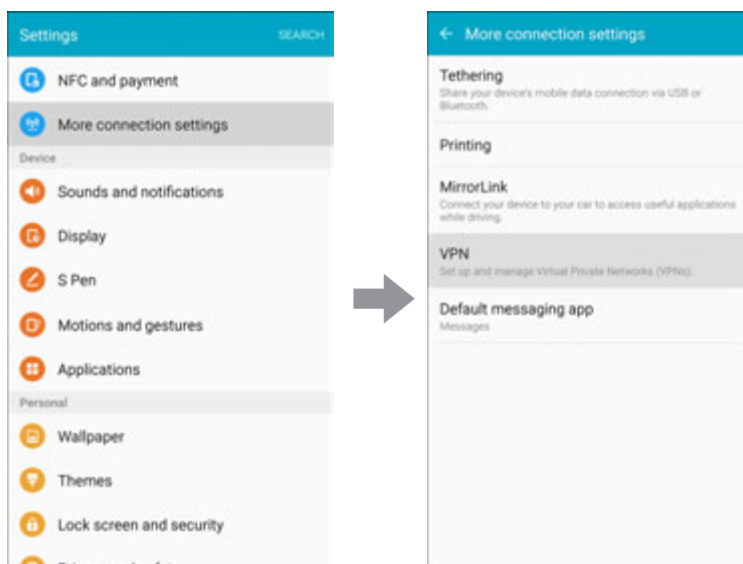 Settings SEARCH
NFC and payment
More connection settings
Device
Sounds and notifications
Display
S Pen
Motions and gestures
Applications
Personal
Wallpaper
Themes
Lock screen and security
More connection settings
Tethering
Share your device's mobile data connection via USB or
Bluetooth.
Printing
MirrorLink
Connect your device to your car to access useful applications
while driving.
VPN
Set up and manage Virtual Private Networks (VPNs).
Default messaging app
Messages